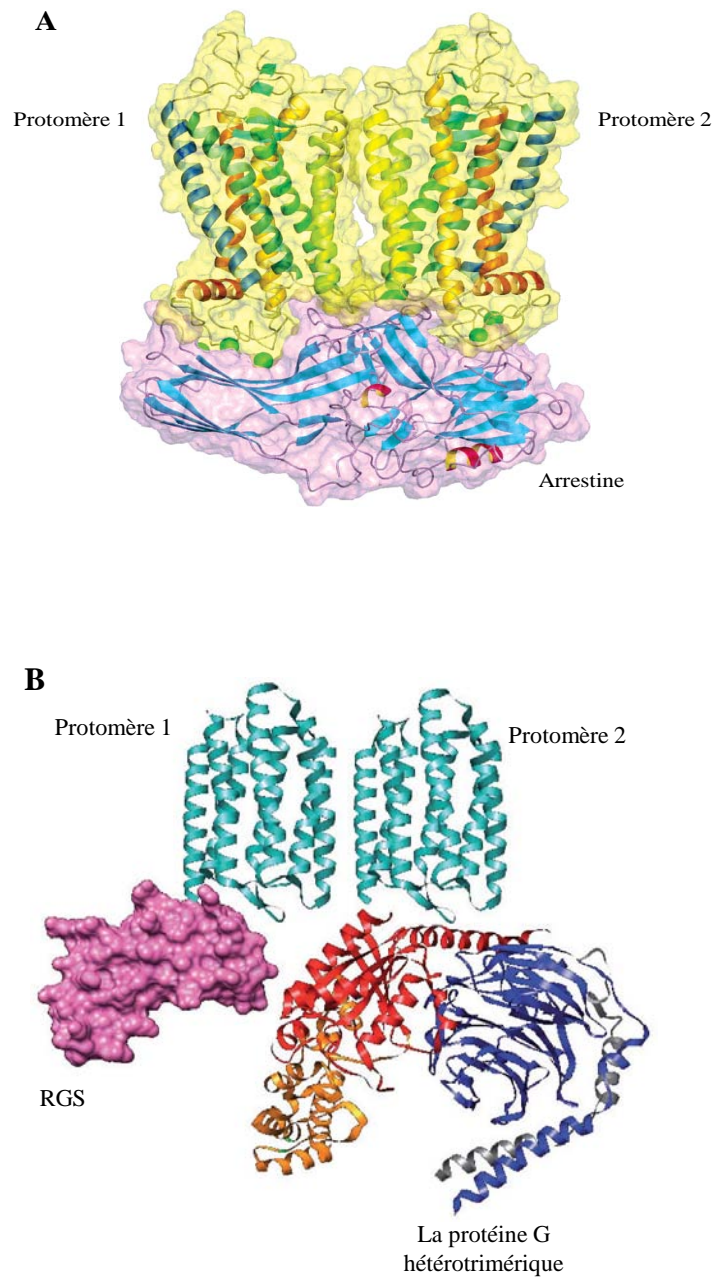 A
Protomère 1
Protomère 2
Arrestine
B
Protomère 1
Protomère 2
RGS
La protéine G
hétérotrimérique